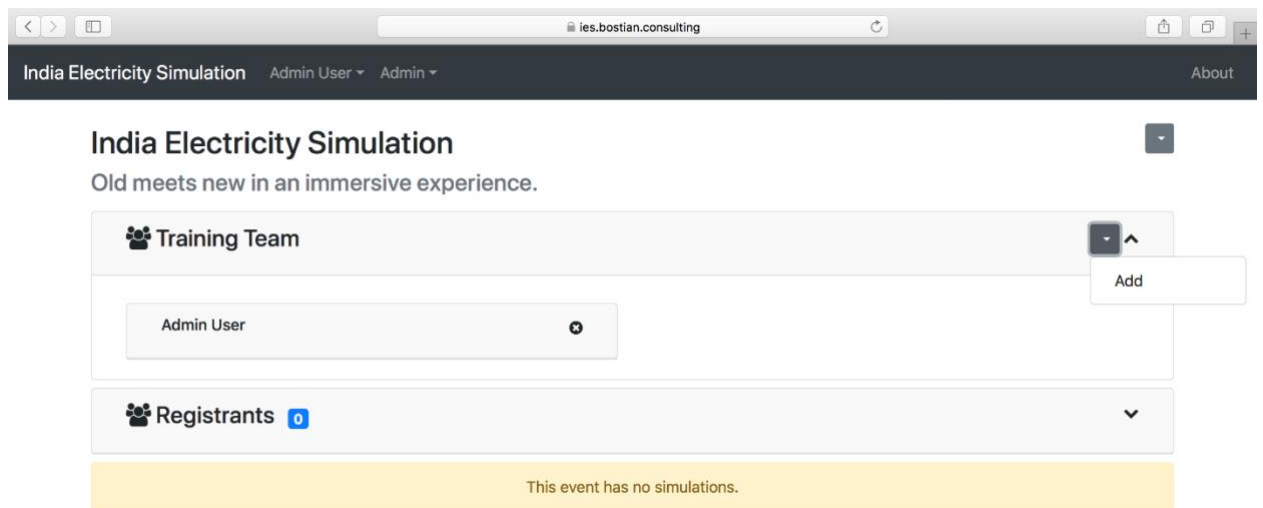 ies.bostian.consulting
India Electricity Simulation Admin User Admin About
India Electricity Simulation
Old meets new in an immersive experience.
Training Team
Add
Admin User
Registrants 0
This event has no simulations.